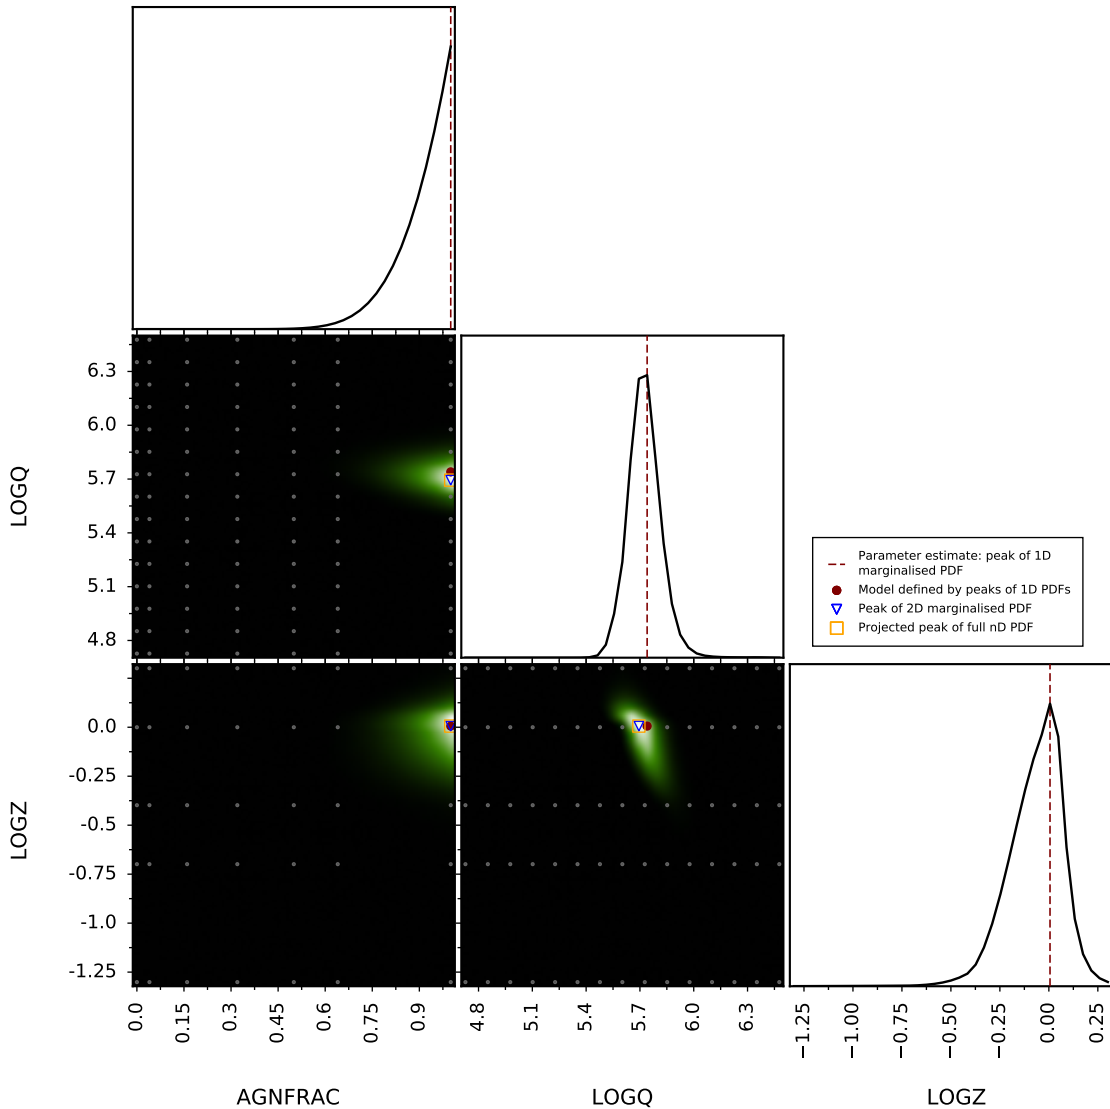 LOGQ
6.3
6.0
5.7
5.4
5.1
4.8
Parameter estimate: peak of 1D
marginalised PDF
Model defined by peaks of 1D PDFs
Peak of 2D marginalised PDF
Projected peak of full nD PDF
LOGZ
0.0
-0.25
-0.5
-0.75
-1.0
-1.25
0.0 0.15 0.3 0.45 0.6 0.75 0.9
4.8 5.1 5.4 5.7 6.0 6.3
−1.25 −1.00 −0.75 −0.50 −0.25 0.00 0.25
AGNFRAC LOGQ LOGZ